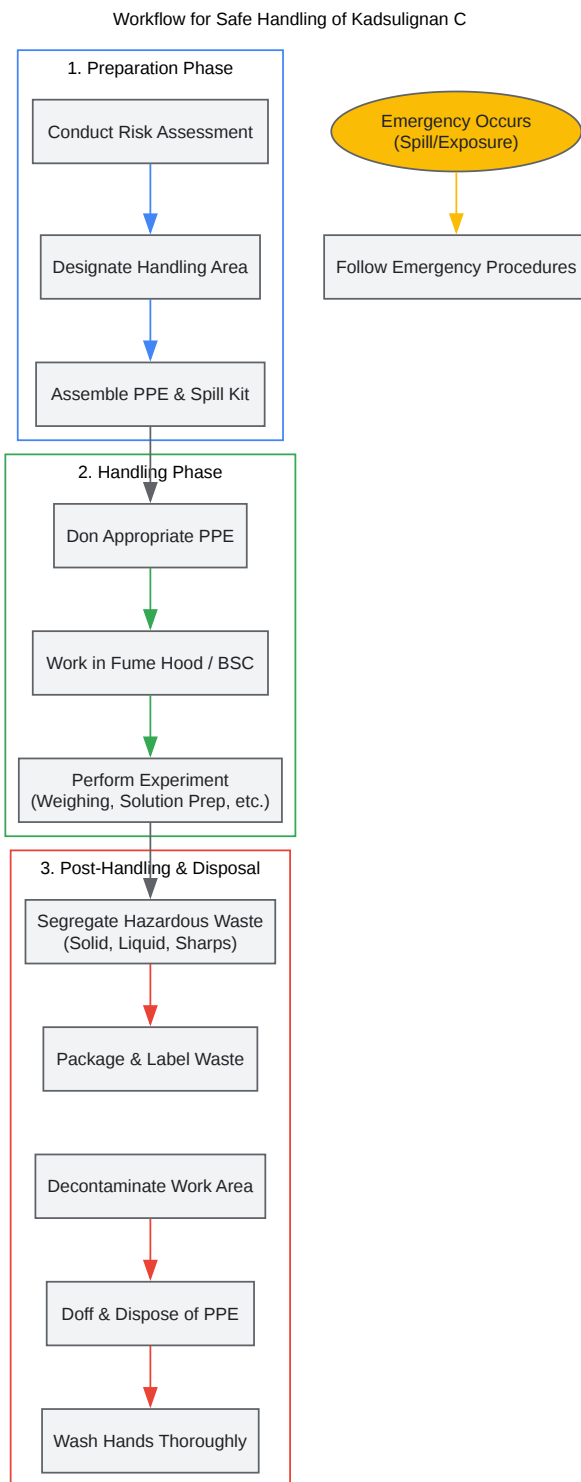 Workflow for Safe Handling of Kadsulignan C
1. Preparation Phase
Conduct Risk Assessment
Designate Handling Area
Assemble PPE & Spill Kit
Emergency Occurs
(Spill/Exposure)
Follow Emergency Procedures
2. Handling Phase
Don Appropriate PPE
Work in Fume Hood / BSC
Perform Experiment
(Weighing, Solution Prep, etc.)
3. Post-Handling & Disposal
Segregate Hazardous Waste
(Solid, Liquid, Sharps)
Package & Label Waste
Decontaminate Work Area
Doff & Dispose of PPE
Wash Hands Thoroughly